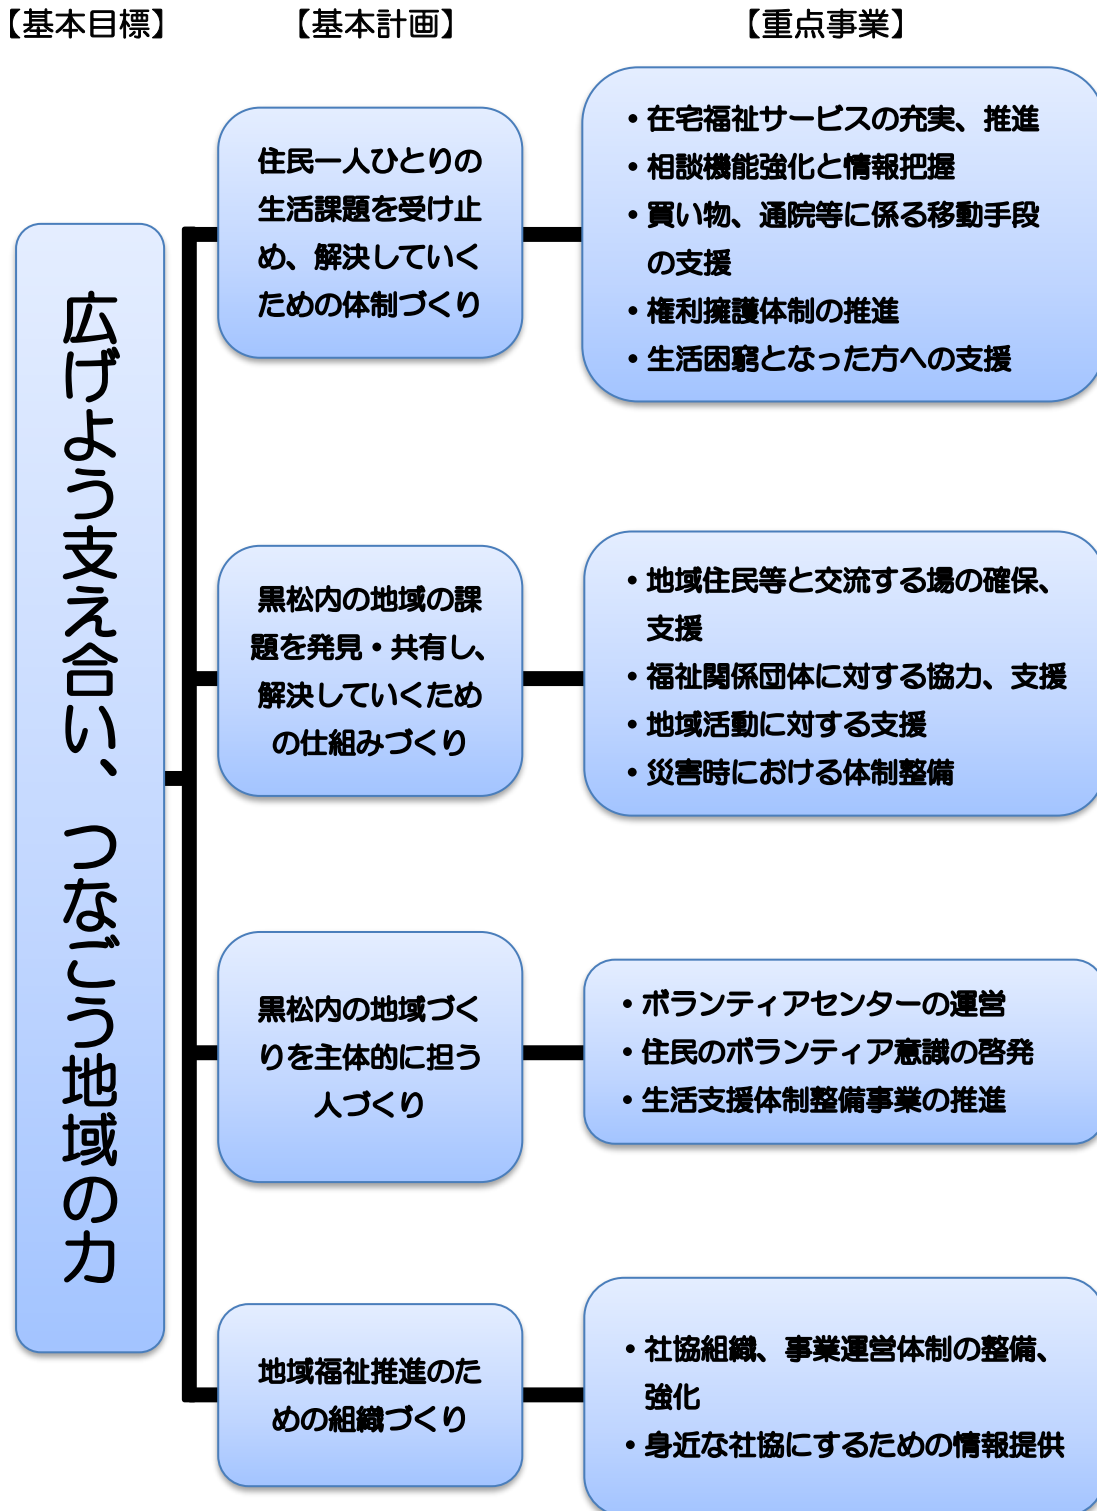 【基本目標】
【基本計画】
【重点事業】
広げよう支え合い、つなごう地域の力
住民一人ひとりの
生活課題を受け止
め、解決していく
ための体制づくり
・在宅福祉サービスの充実、推進
・相談機能強化と情報把握
・買い物、通院等に係る移動手段
の支援
・権利擁護体制の推進
・生活困窮となった方への支援
黒松内の地域の課
題を発見・共有し、
解決していくため
の仕組みづくり
・地域住民等と交流する場の確保、
支援
・福祉関係団体に対する協力、支援
・地域活動に対する支援
・災害時における体制整備
黒松内の地域づく
りを主体的に担う
人づくり
・ボランティアセンターの運営
・住民のボランティア意識の啓発
・生活支援体制整備事業の推進
地域福祉推進のた
めの組織づくり
・社協組織、事業運営体制の整備、
強化
・身近な社協にするための情報提供